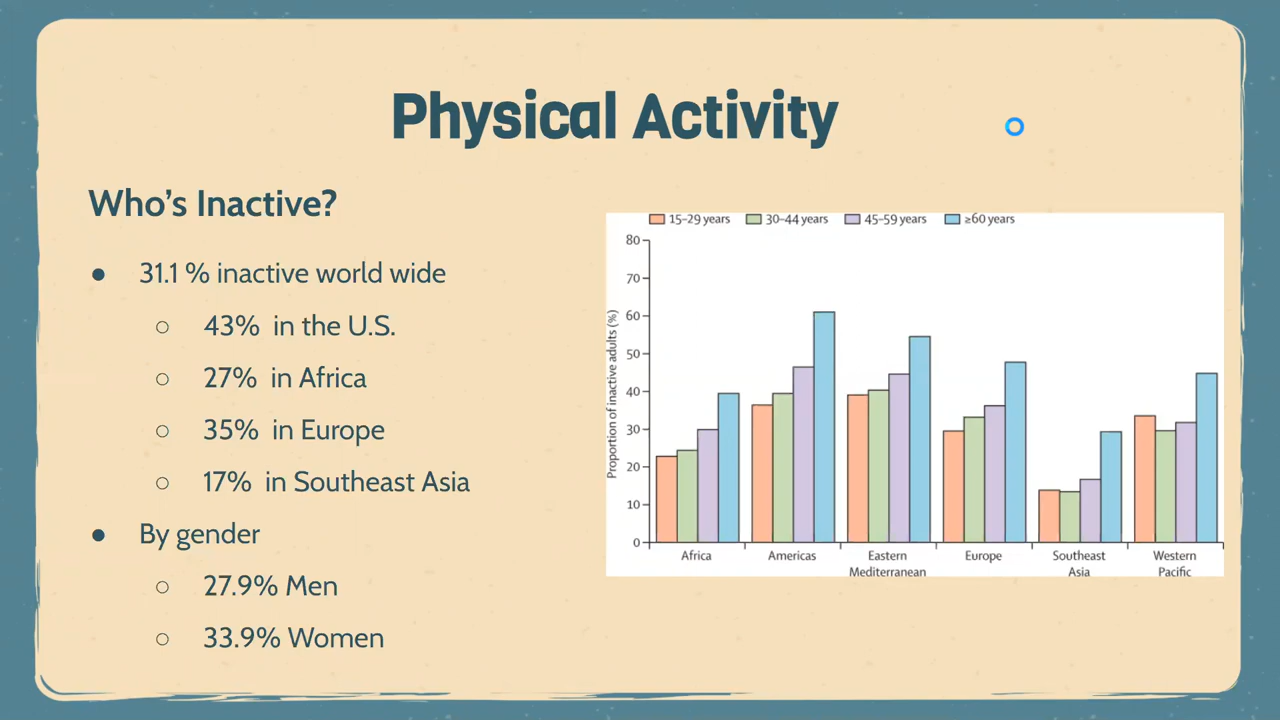 Physical Activity
Who's Inactive?
● 31.1 % inactive world wide
○ 43% in the U.S.
○ 27% in Africa
○ 35% in Europe
○ 17% in Southeast Asia
● By gender
○ 27.9% Men
○ 33.9% Women
15–29 years 30–44 years 45–59 years ≥60 years
Proportion of inactive adults (%)
80
70
60
50
40
30
20
10
0
Africa Americas Eastern Europe Southeast Western
Mediterranean Asia Pacific